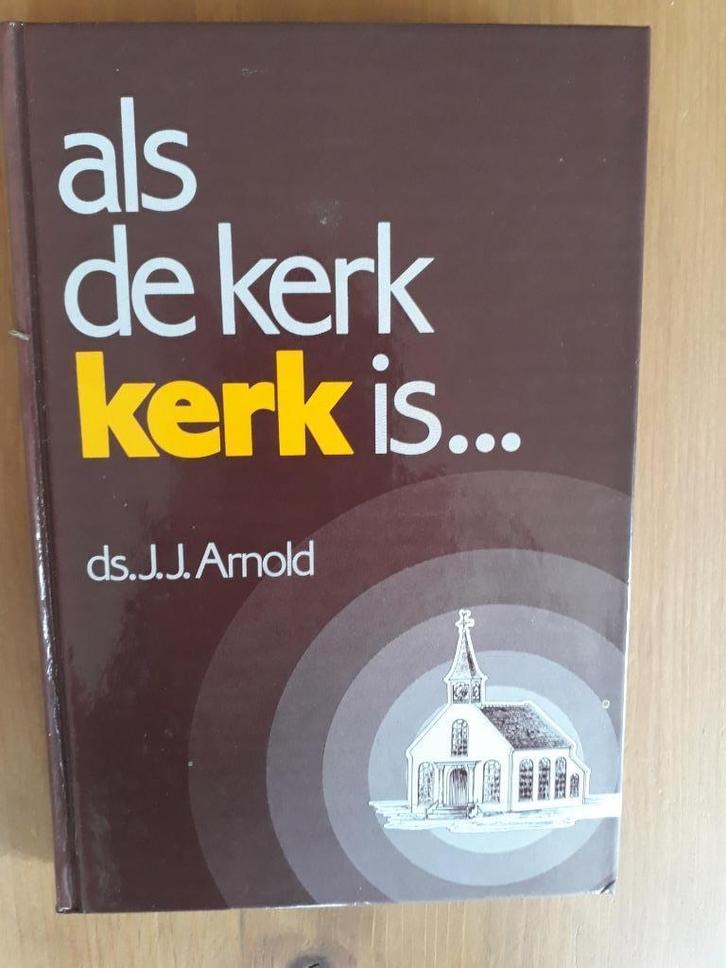 als
de kerk
kerk is...
ds. J.J. Arnold